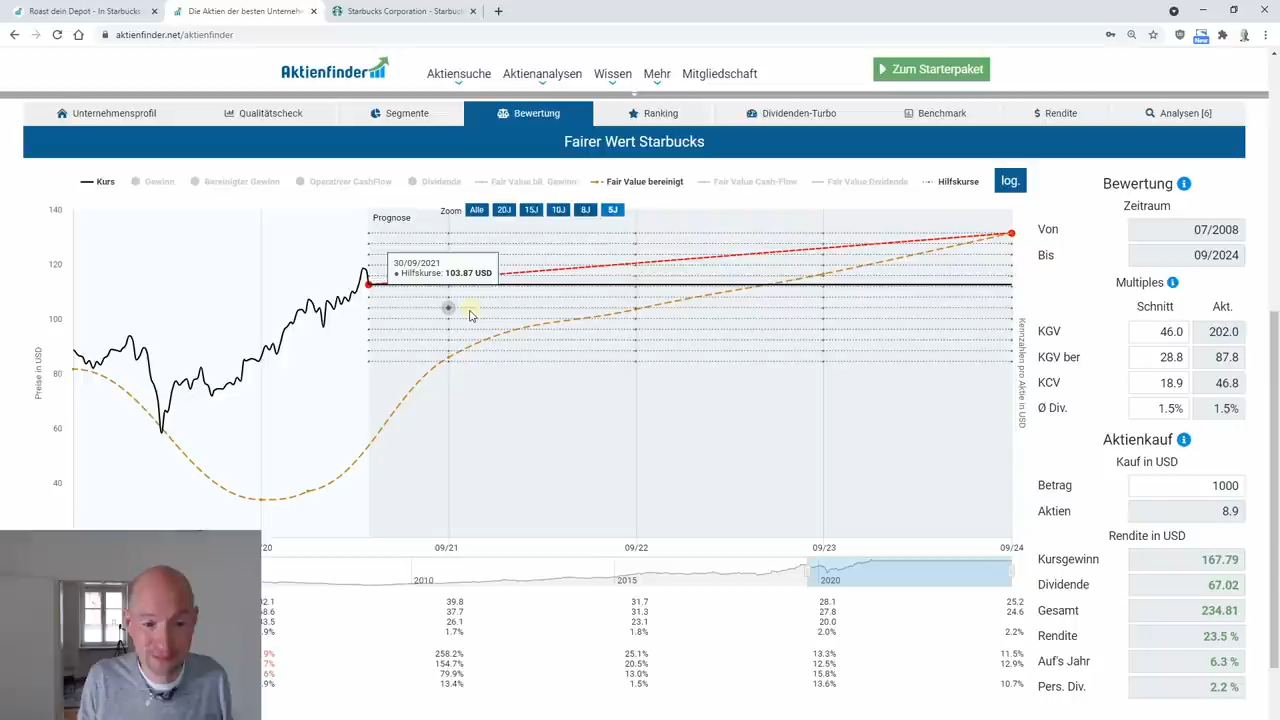 Roast dein Depot - In Starbucks
Die Aktien der besten Unterneh
Starbucks Corporation - Starbuc
aktienfinder.net/aktienfinder
New
Aktienfinder
Aktiensuche Aktienanalysen Wissen Mehr Mitgliedschaft
Zum Starterpaket
Unternehmensprofil Qualitätscheck Segmente Bewertung Ranking Dividenden-Turbo Benchmark $ Rendite Analysen [6]
Fairer Wert Starbucks
Kurs Gewinn Bereinigter Gewinn Operativer CashFlow Dividende Fair Value bil. Gewinn Fair Value bereinigt Fair Value Cash-Flow Fair Value Dividende Hilfskurse log.
Zoom Alle 20J 15J 10J 8J 5J
Prognose
140
120
100
80
60
40
Preise in USD
Kennzahlen pro Aktie in USD
30/09/2021
● Hilfskurse: 103.87 USD
/20 09/21 09/22 09/23 09/24
2010 2015 2020
02.1 39.8 31.7 28.1 25.2
37.7 31.3 27.8 24.6
26.1 23.1 20.0
.9% 1.7% 1.8% 2.0% 2.2%
9% 258.2% 25.1% 13.3% 11.5%
7% 154.7% 20.5% 12.5% 12.9%
6% 79.9% 13.0% 15.8%
.9% 13.4% 1.5% 13.6% 10.7%
Bewertung i
Zeitraum
Von 07/2008
Bis 09/2024
Multiples i
Schnitt Akt.
KGV 46.0 202.0
KGV ber 28.8 87.8
KCV 18.9 46.8
Ø Div. 1.5% 1.5%
Aktienkauf i
Kauf in USD
Betrag 1000
Aktien 8.9
Rendite in USD
Kursgewinn 167.79
Dividende 67.02
Gesamt 234.81
Rendite 23.5 %
Auf's Jahr 6.3 %
Pers. Div. 2.2 %